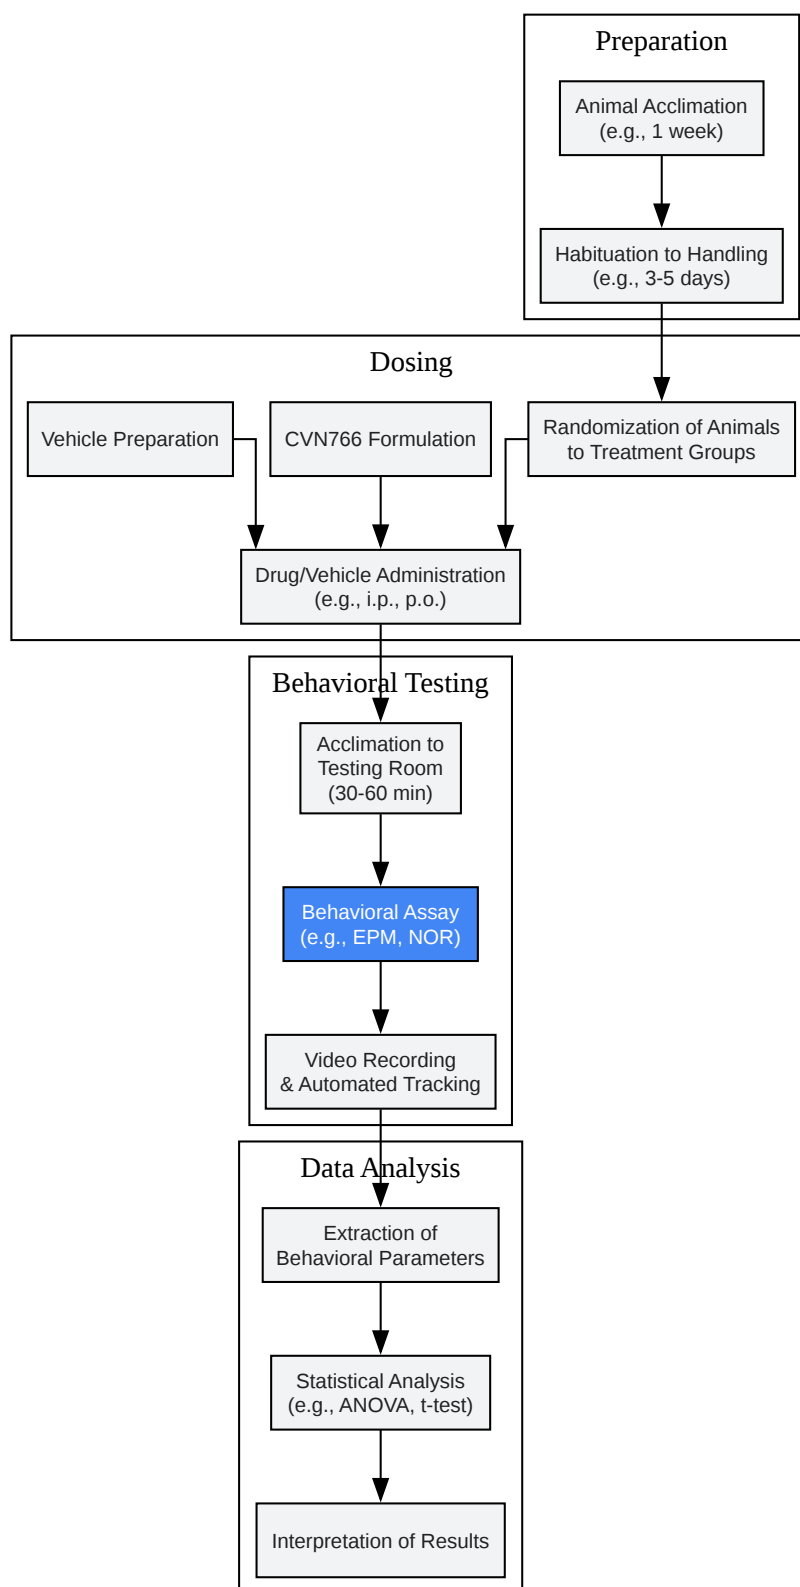 Preparation
Animal Acclimation
(e.g., 1 week)
Habituation to Handling
(e.g., 3-5 days)
Dosing
Vehicle Preparation
CVN766 Formulation
Randomization of Animals
to Treatment Groups
Drug/Vehicle Administration
(e.g., i.p., p.o.)
Behavioral Testing
Acclimation to
Testing Room
(30-60 min)
Behavioral Assay
(e.g., EPM, NOR)
Video Recording
& Automated Tracking
Data Analysis
Extraction of
Behavioral Parameters
Statistical Analysis
(e.g., ANOVA, t-test)
Interpretation of Results